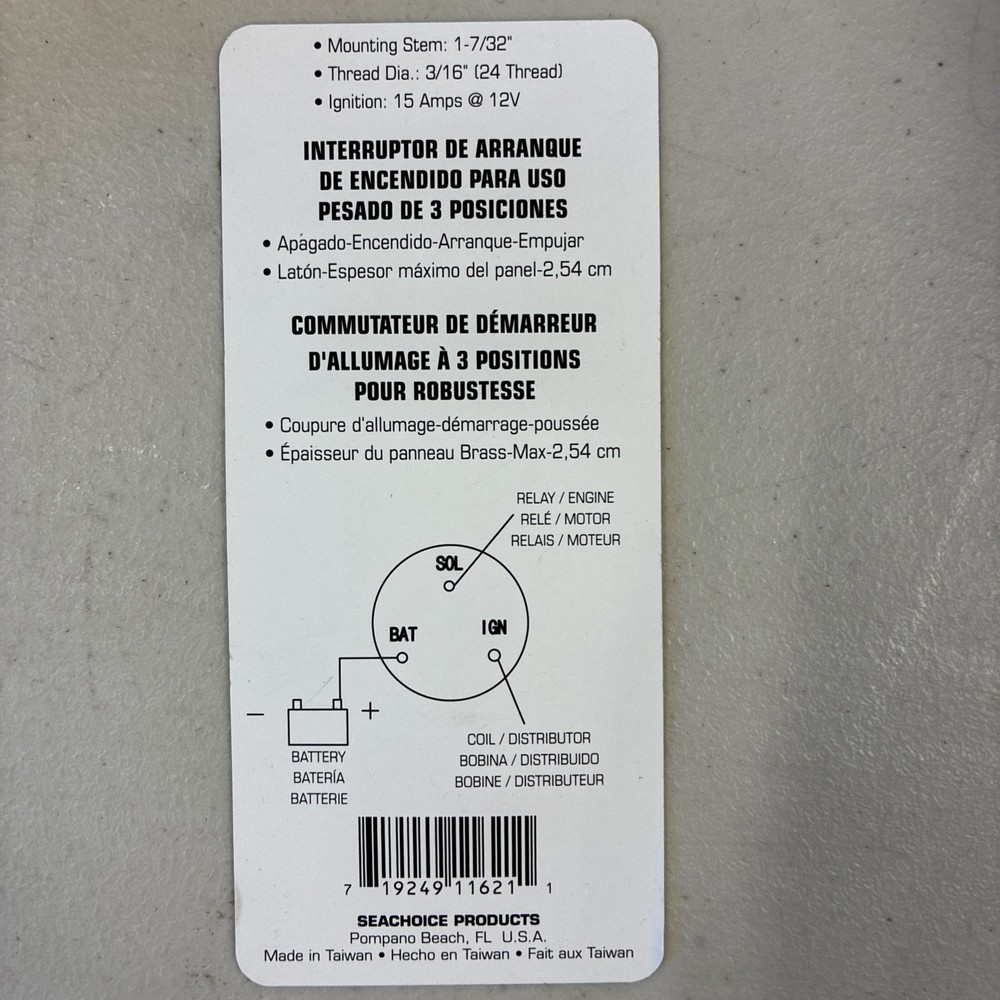 • Mounting Stem: 1-7/32"
• Thread Dia.: 3/16" (24 Thread)
• Ignition: 15 Amps @ 12V
INTERRUPTOR DE ARRANQUE
DE ENCENDIDO PARA USO
PESADO DE 3 POSICIONES
• Apagado-Encendido-Arranque-Empujar
• Latón-Espesor máximo del panel-2,54 cm
COMMUTATEUR DE DÉMARREUR
D'ALLUMAGE À 3 POSITIONS
POUR ROBUSTESSE
• Coupure d'allumage-démarrage-poussée
• Épaisseur du panneau Brass-Max-2,54 cm
RELAY / ENGINE
RELÉ / MOTOR
RELAIS / MOTEUR
SOL
BAT
IGN
− +
BATTERY
BATERÍA
BATTERIE
COIL / DISTRIBUTOR
BOBINA / DISTRIBUIDO
BOBINE / DISTRIBUTEUR
7 19249 11621 1
SEACHOICE PRODUCTS
Pompano Beach, FL U.S.A.
Made in Taiwan • Hecho en Taiwan • Fait aux Taiwan